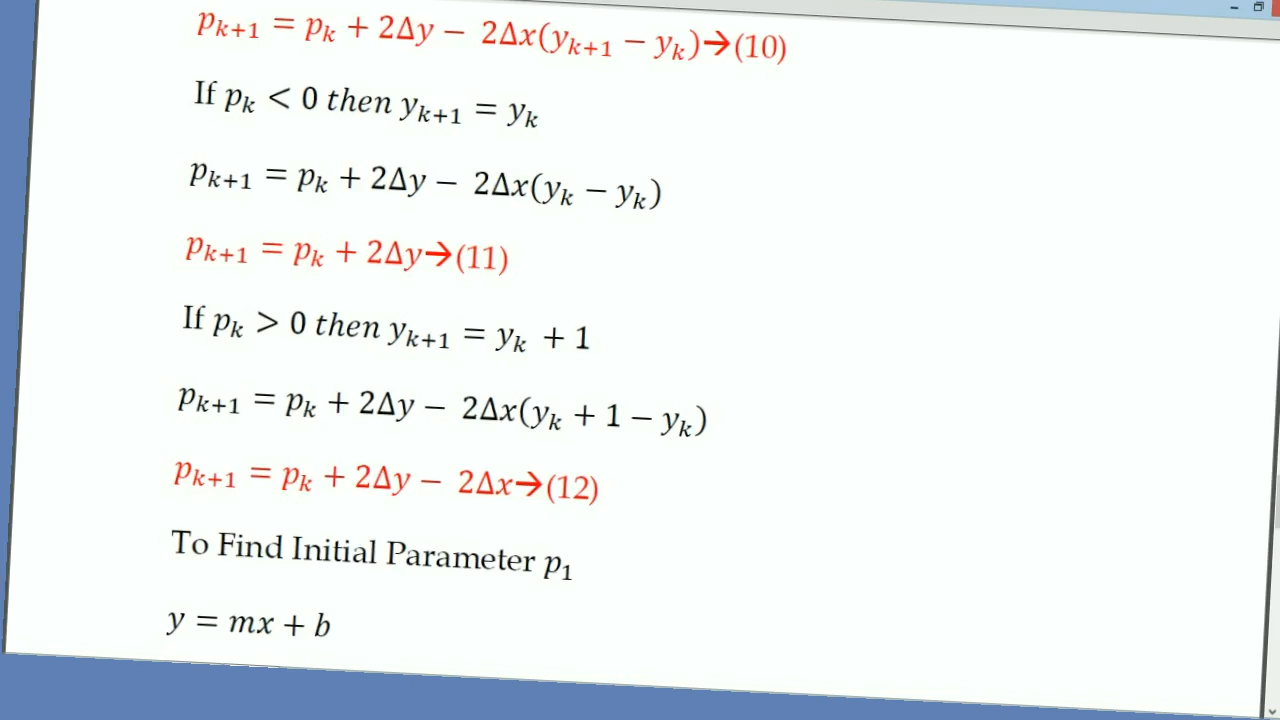 pₖ₊₁ = pₖ + 2Δy − 2Δx(yₖ₊₁ − yₖ)→(10)
If pₖ < 0 then yₖ₊₁ = yₖ
pₖ₊₁ = pₖ + 2Δy − 2Δx(yₖ − yₖ)
pₖ₊₁ = pₖ + 2Δy→(11)
If pₖ > 0 then yₖ₊₁ = yₖ + 1
pₖ₊₁ = pₖ + 2Δy − 2Δx(yₖ + 1 − yₖ)
pₖ₊₁ = pₖ + 2Δy − 2Δx→(12)
To Find Initial Parameter p₁
y = mx + b